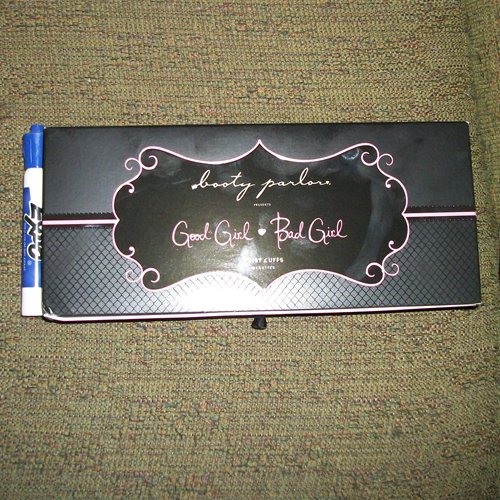 booty parlor
PRESENTS
Good Girl Bad Girl
EXPO